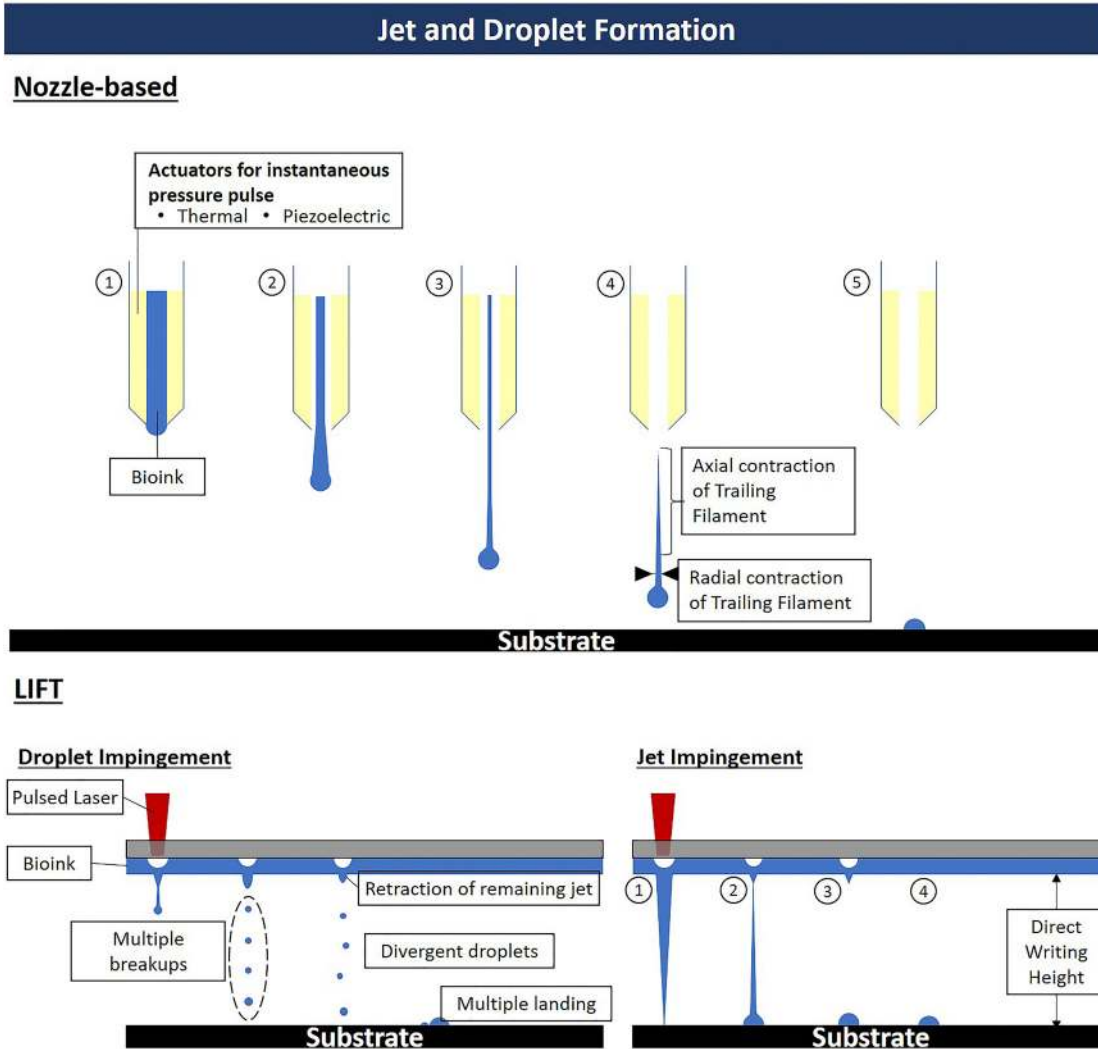 Jet and Droplet Formation
Nozzle-based
Actuators for instantaneous
pressure pulse
• Thermal • Piezoelectric
1
2
3
4
5
Bioink
Axial contraction
of Trailing
Filament
Radial contraction
of Trailing Filament
Substrate
LIFT
Droplet Impingement
Pulsed Laser
Bioink
Retraction of remaining jet
Multiple
breakups
Divergent droplets
Multiple landing
Substrate
Jet Impingement
1
2
3
4
Direct
Writing
Height
Substrate